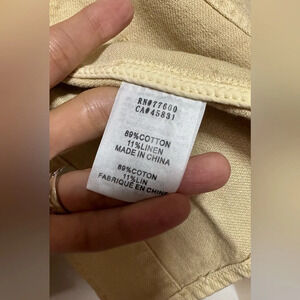 RN#77600
CA#45831
89%COTTON
11%LINEN
MADE IN CHINA
89%COTON
11%LIN
FABRIQUÉ EN CHINE